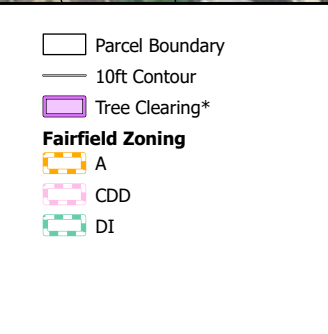 Parcel Boundary
10ft Contour
Tree Clearing*
Fairfield Zoning
A
CDD
DI